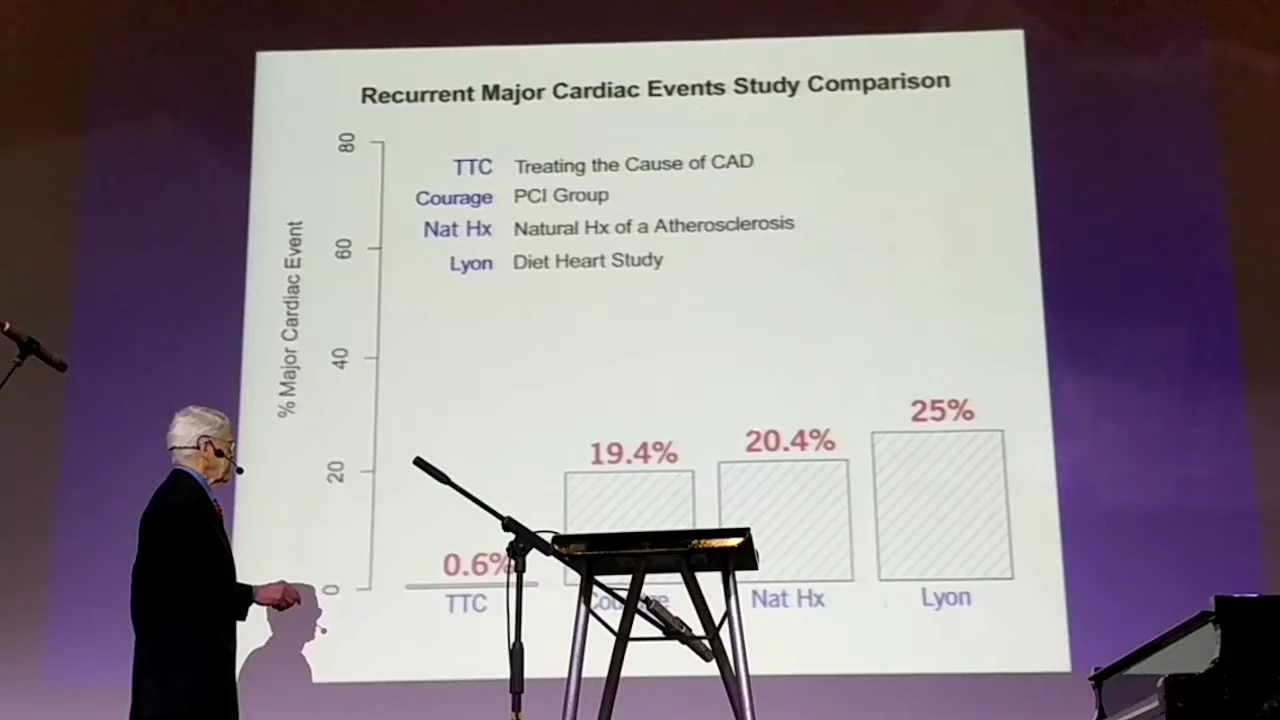 Recurrent Major Cardiac Events Study Comparison
TTC Treating the Cause of CAD
Courage PCI Group
Nat Hx Natural Hx of a Atherosclerosis
Lyon Diet Heart Study
% Major Cardiac Event
80
60
40
20
0
0.6%
19.4%
20.4%
25%
TTC
Nat Hx
Lyon